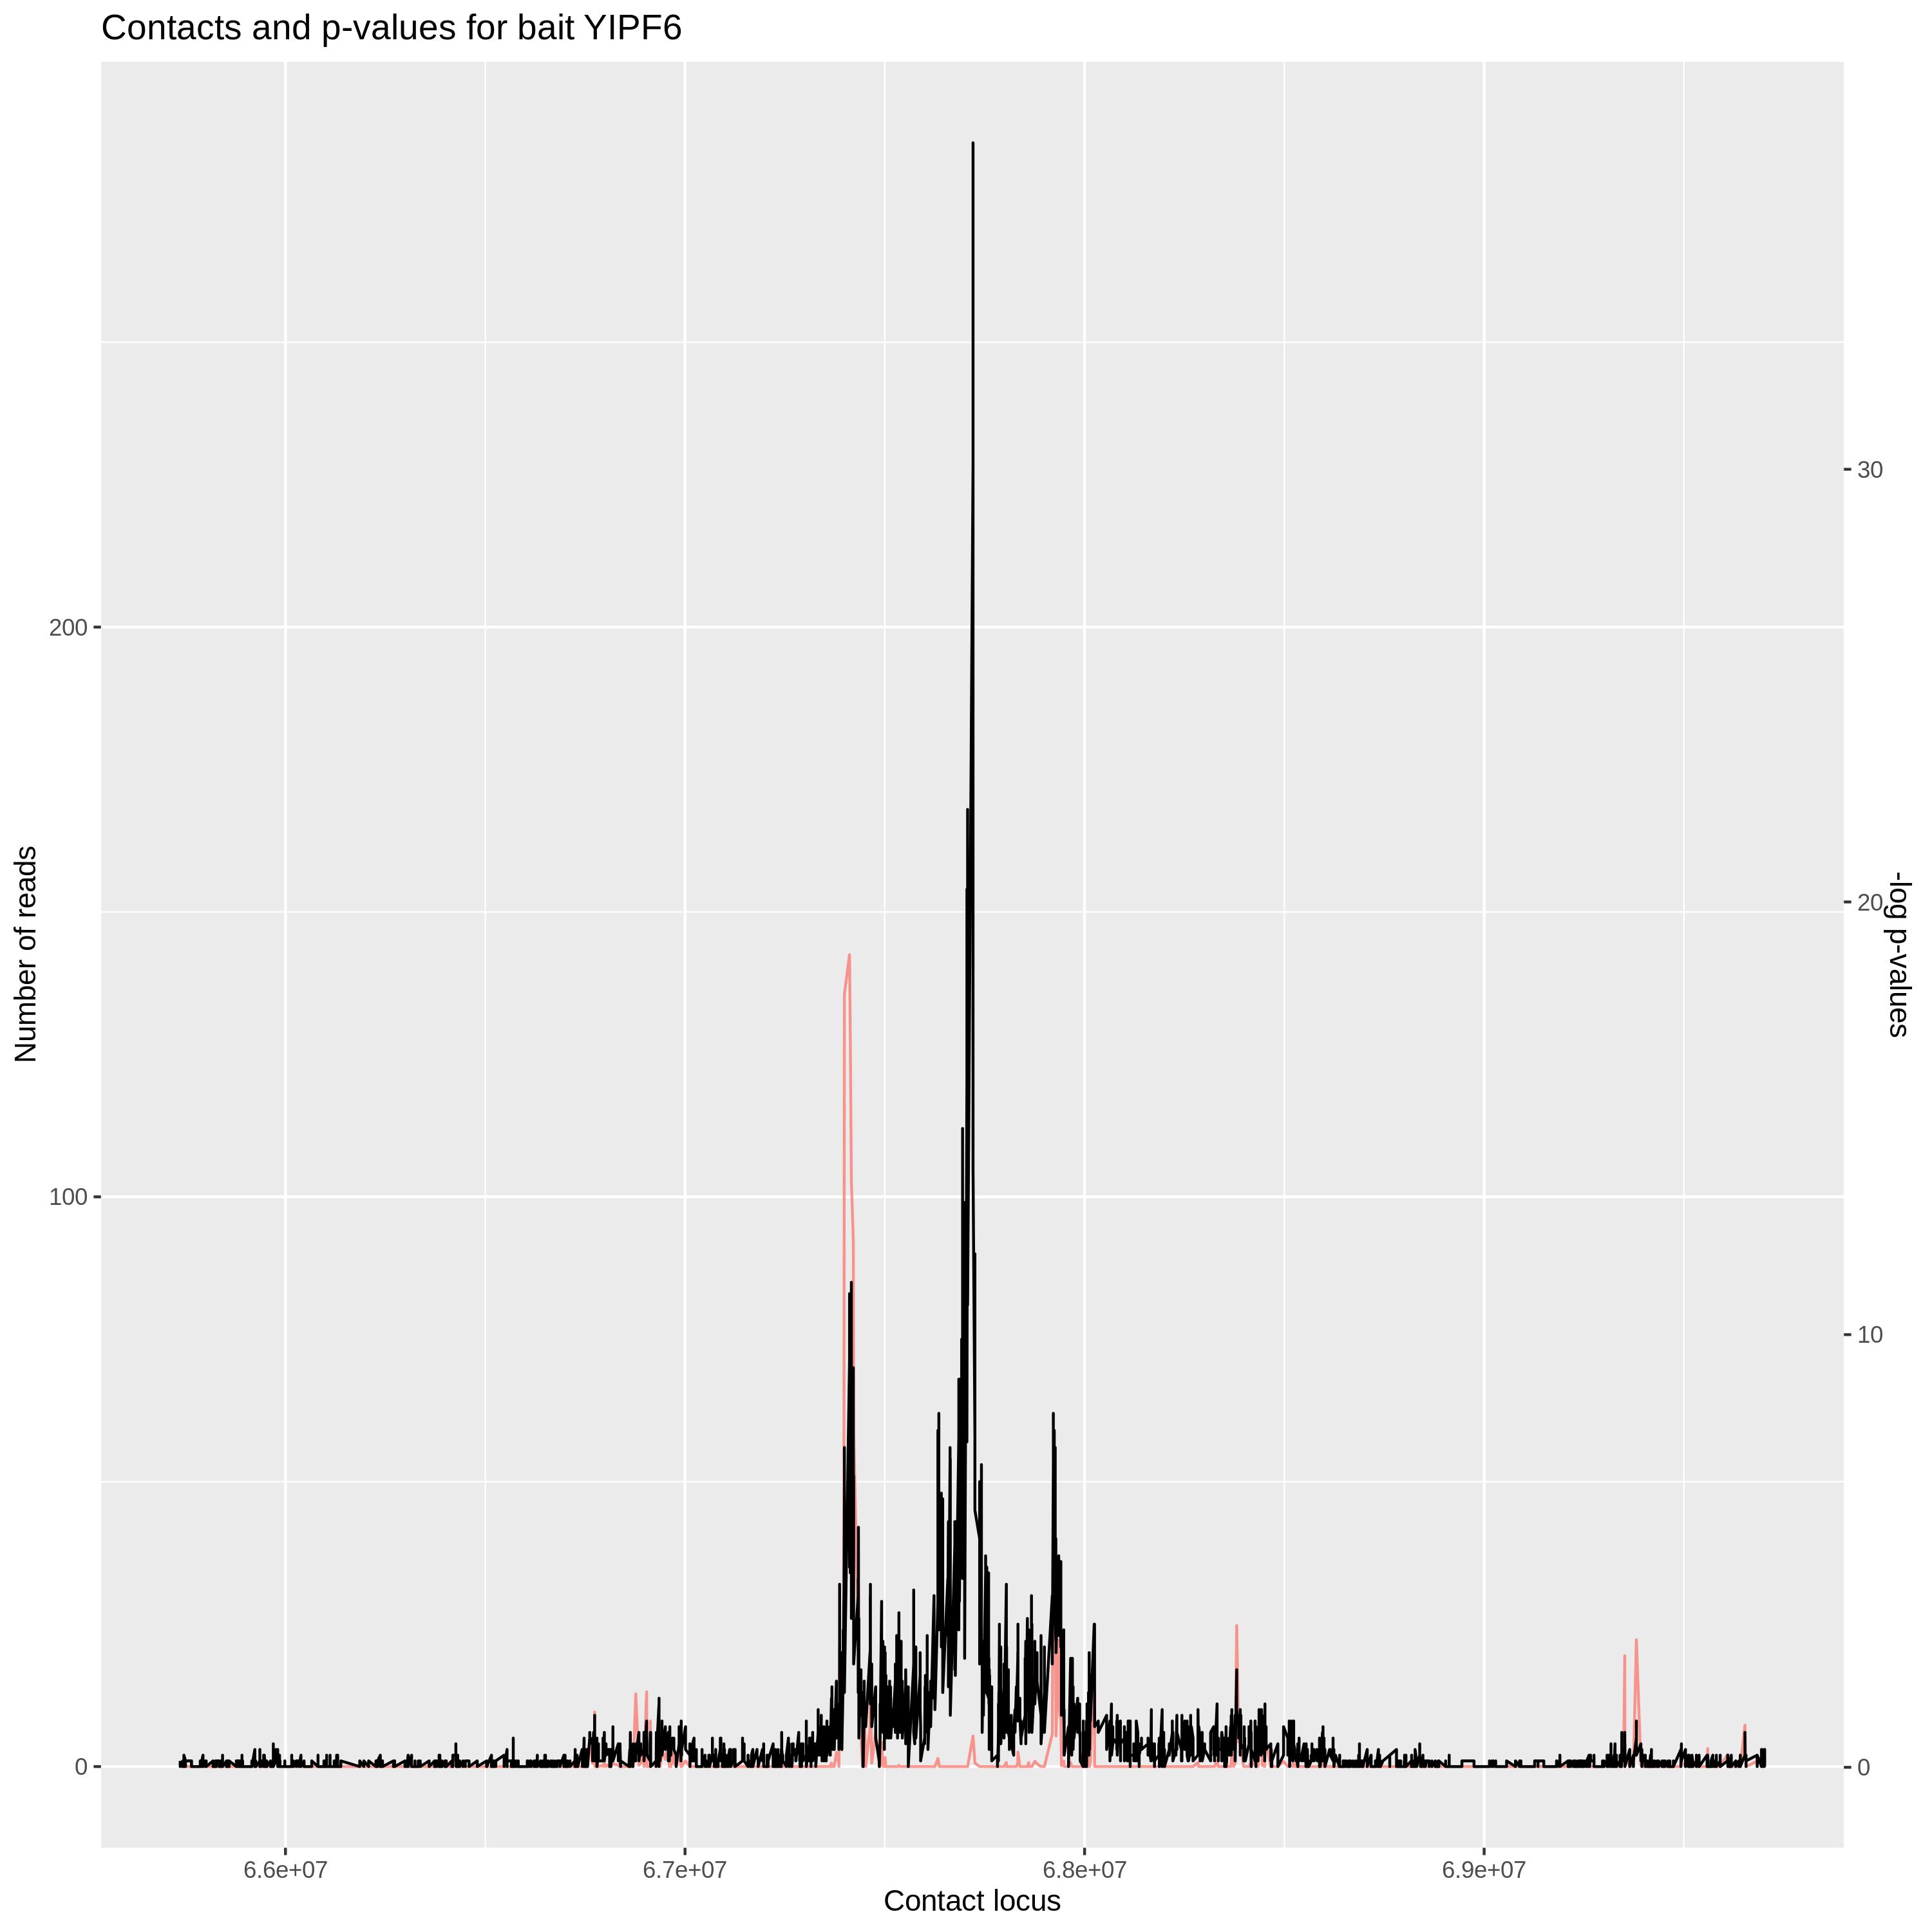 Contacts and p-values for bait YIPF6
Number of reads
200
100
0
30
20
10
0
-log p-values
6.6e+07
6.7e+07
6.8e+07
6.9e+07
Contact locus